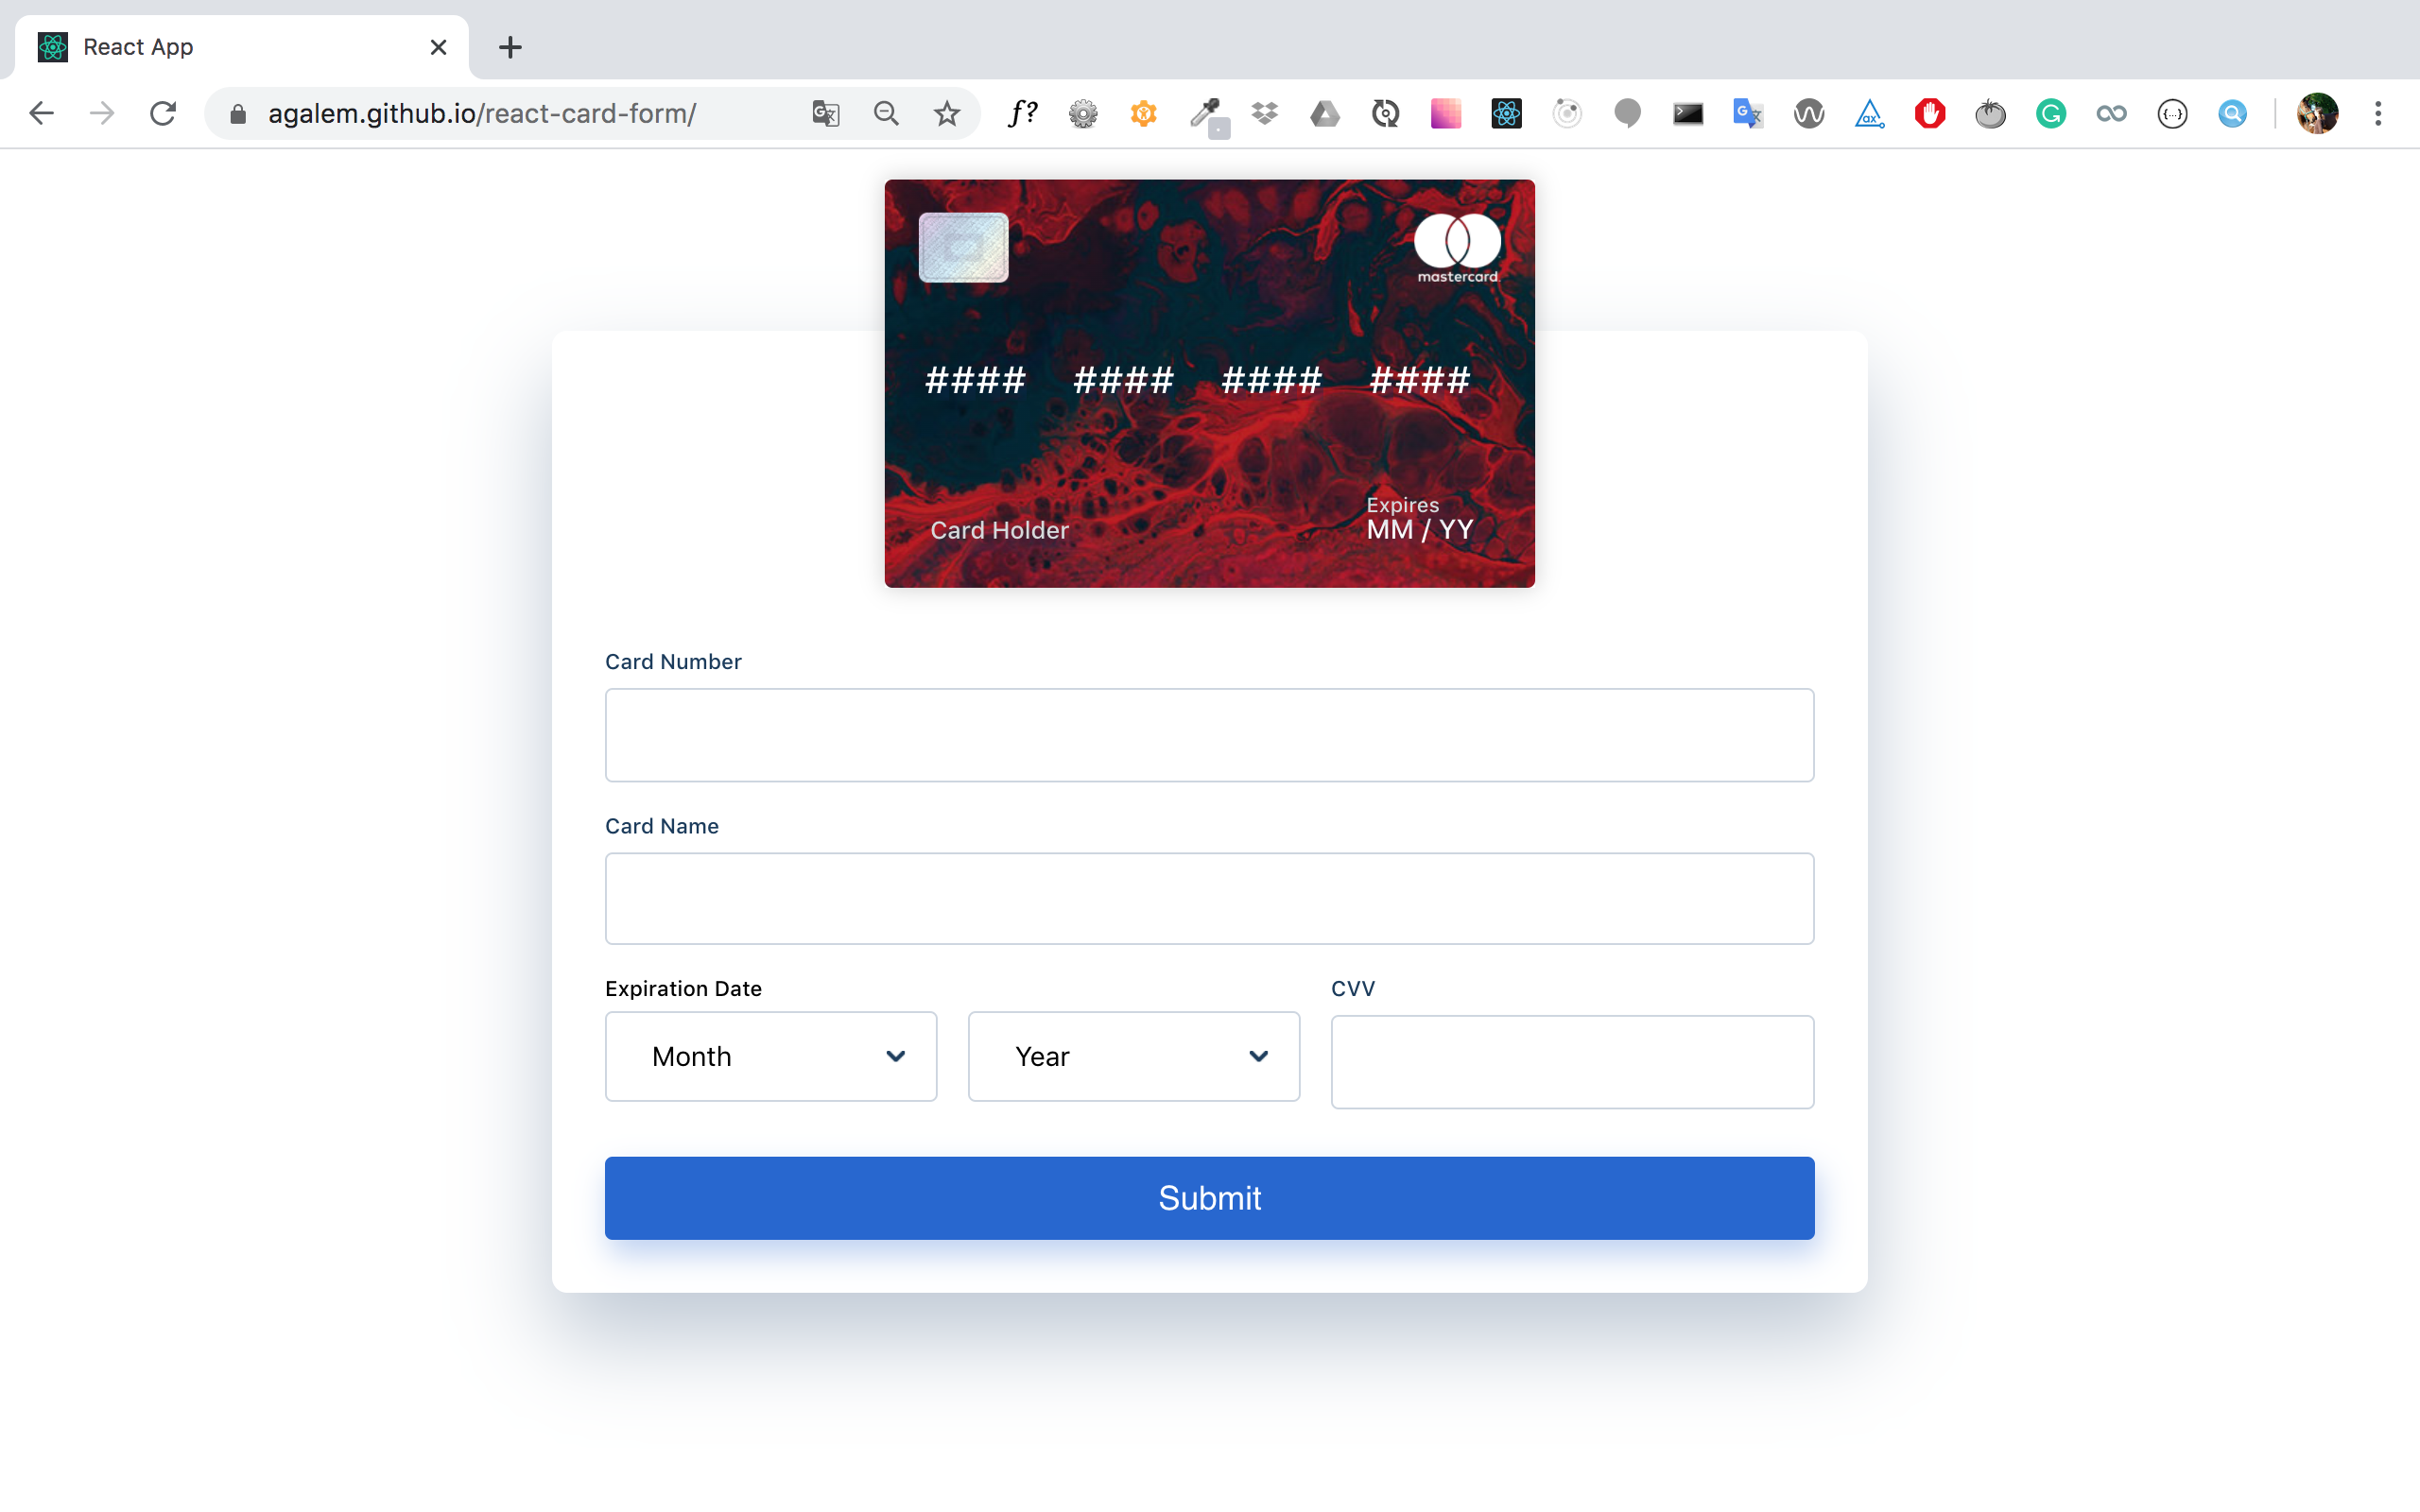 React App
agalem.github.io/react-card-form/
f?
mastercard
#### #### #### ####
Expires
Card Holder
MM / YY
Card Number
Card Name
Expiration Date
CVV
Month
Year
Submit